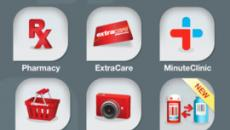 Rx
extracare
Pharmacy
ExtraCare
MinuteClinic
NEW